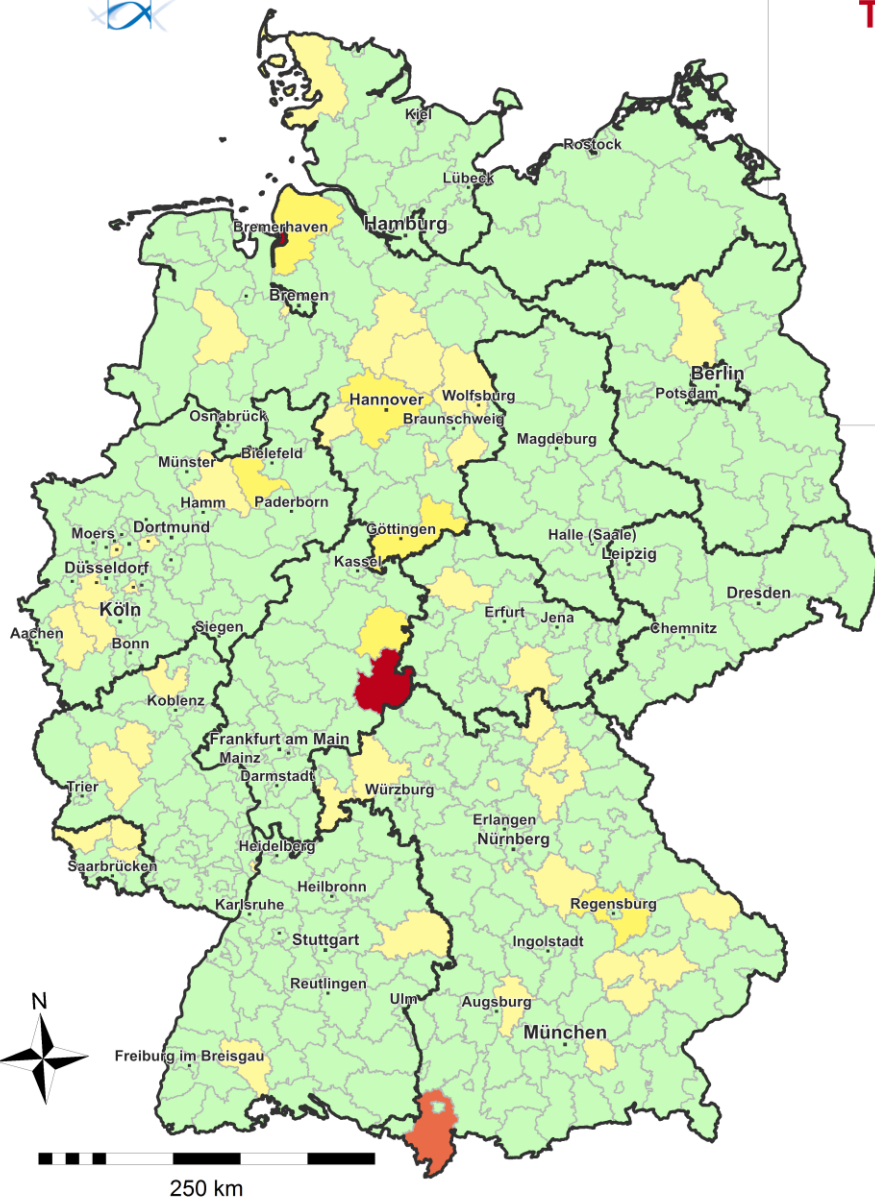 T
Kiel
Rostock
Lübeck
Hamburg
Bremerhaven
Bremen
Berlin
Potsdam
Hannover
Wolfsburg
Braunschweig
Osnabrück
Magdeburg
Bielefeld
Münster
Hamm
Paderborn
Moers
Dortmund
Göttingen
Halle (Saale)
Leipzig
Düsseldorf
Kassel
Dresden
Köln
Erfurt
Jena
Aachen
Siegen
Chemnitz
Bonn
Koblenz
Frankfurt am Main
Mainz
Darmstadt
Trier
Würzburg
Erlangen
Nürnberg
Heidelberg
Saarbrücken
Heilbronn
Karlsruhe
Regensburg
Stuttgart
Ingolstadt
Reutlingen
Ulm
Augsburg
N
München
Freiburg im Breisgau
250 km